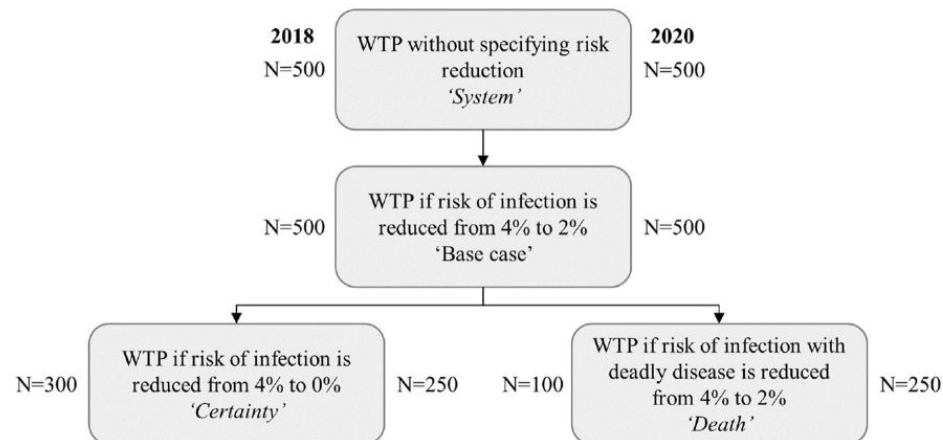 2018
N=500
WTP without specifying risk
reduction
‘System’
2020
N=500
N=500
WTP if risk of infection is
reduced from 4% to 2%
‘Base case’
N=500
N=300
WTP if risk of infection is
reduced from 4% to 0%
‘Certainty’
N=250
N=100
WTP if risk of infection with
deadly disease is reduced
from 4% to 2%
‘Death’
N=250